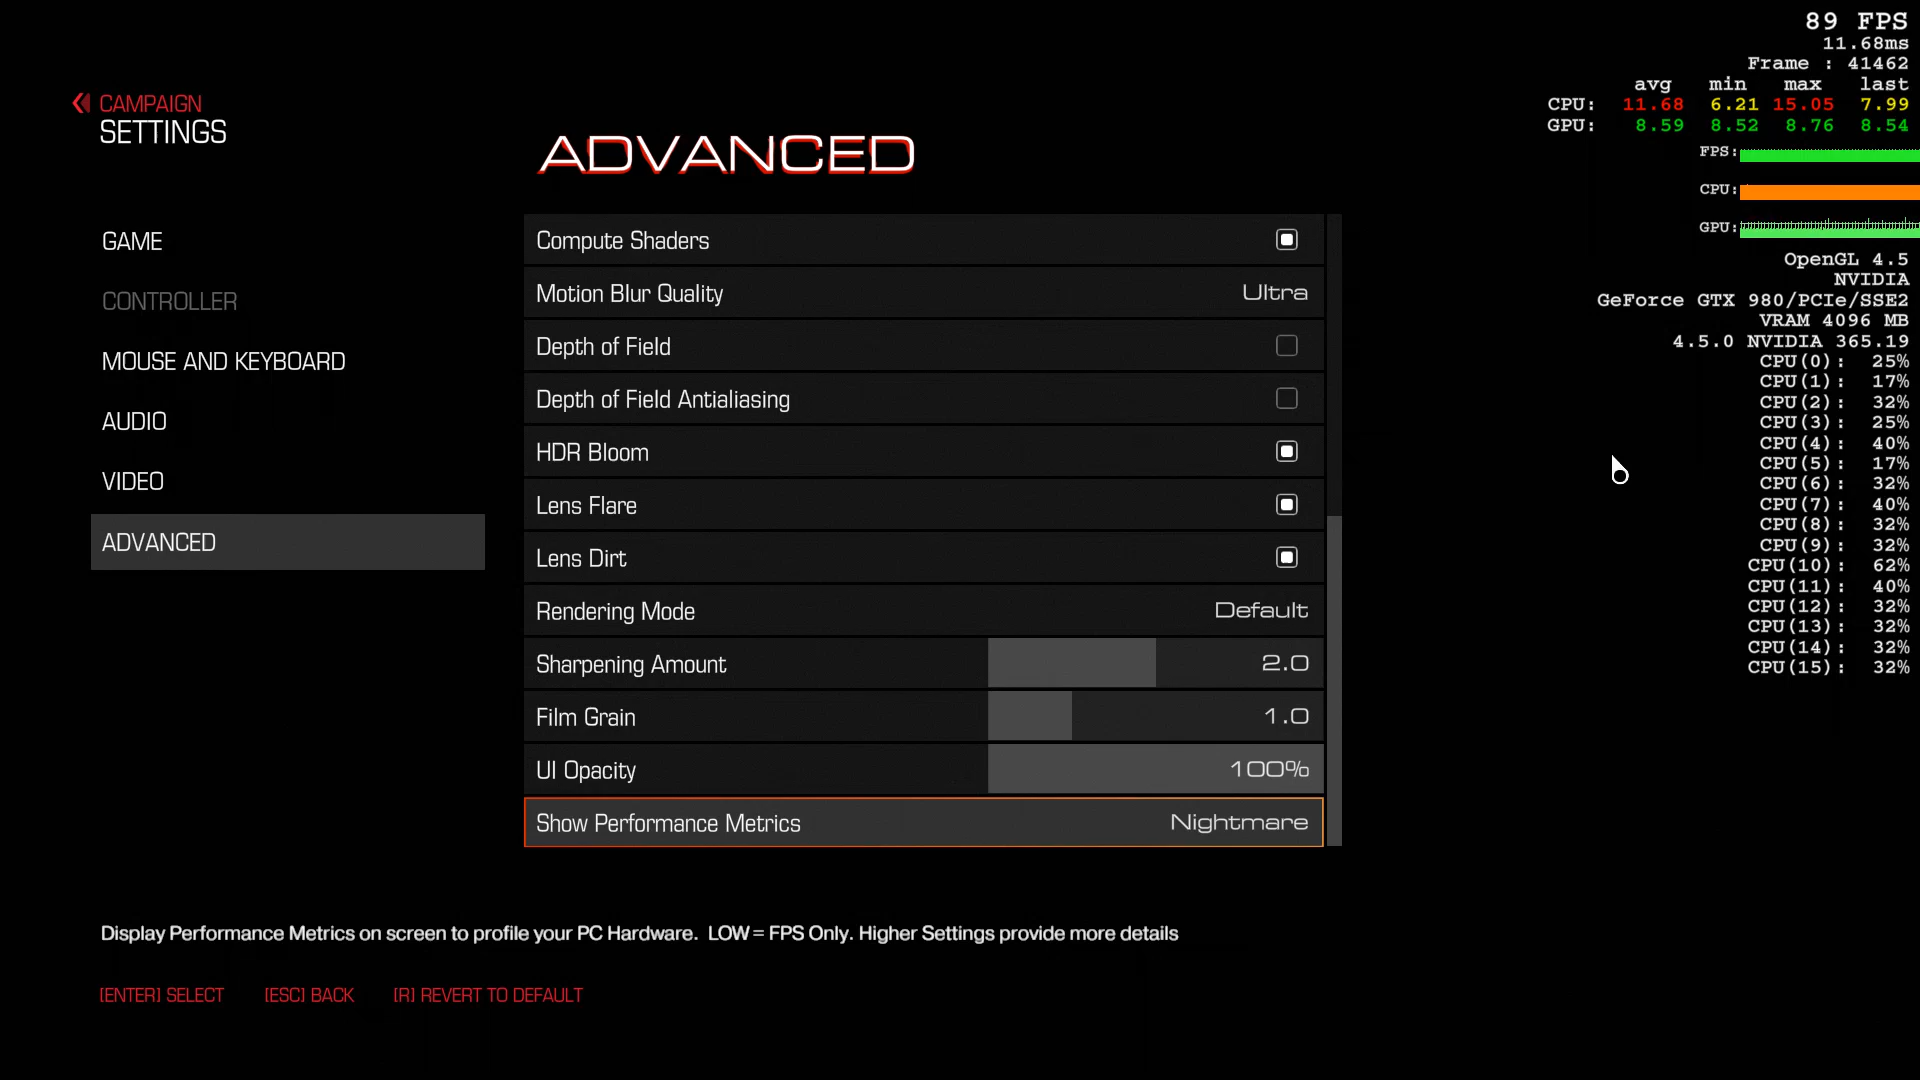 CAMPAIGN
SETTINGS
GAME
CONTROLLER
MOUSE AND KEYBOARD
AUDIO
VIDEO
ADVANCED
ADVANCED
Compute Shaders
Motion Blur Quality Ultra
Depth of Field
Depth of Field Antialiasing
HDR Bloom
Lens Flare
Lens Dirt
Rendering Mode Default
Sharpening Amount 2.0
Film Grain 1.0
UI Opacity 100%
Show Performance Metrics Nightmare
Display Performance Metrics on screen to profile your PC Hardware. LOW = FPS Only. Higher Settings provide more details
[ENTER] SELECT [ESC] BACK [R] REVERT TO DEFAULT
89 FPS
11.68ms
Frame : 41462
avg min max last
CPU: 11.68 6.21 15.05 7.99
GPU: 8.59 8.52 8.76 8.54
FPS:
CPU:
GPU:
OpenGL 4.5
NVIDIA
GeForce GTX 980/PCIe/SSE2
VRAM 4096 MB
4.5.0 NVIDIA 365.19
CPU(0): 25%
CPU(1): 17%
CPU(2): 32%
CPU(3): 25%
CPU(4): 40%
CPU(5): 17%
CPU(6): 32%
CPU(7): 40%
CPU(8): 32%
CPU(9): 32%
CPU(10): 62%
CPU(11): 40%
CPU(12): 32%
CPU(13): 32%
CPU(14): 32%
CPU(15): 32%